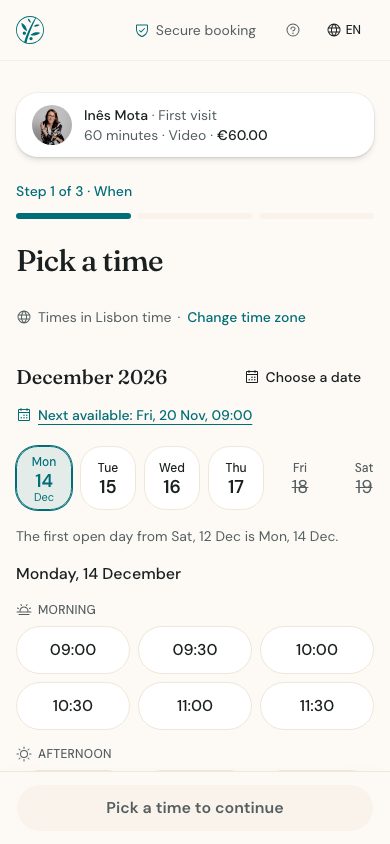 Secure booking
EN
Inês Mota · First visit
60 minutes · Video · €60.00
Step 1 of 3 · When
Pick a time
Times in Lisbon time · Change time zone
December 2026
Choose a date
Next available: Fri, 20 Nov, 09:00
Mon Tue Wed Thu Fri Sat
14 15 16 17 18 19
Dec
The first open day from Sat, 12 Dec is Mon, 14 Dec.
Monday, 14 December
MORNING
09:00 09:30 10:00
10:30 11:00 11:30
AFTERNOON
Pick a time to continue